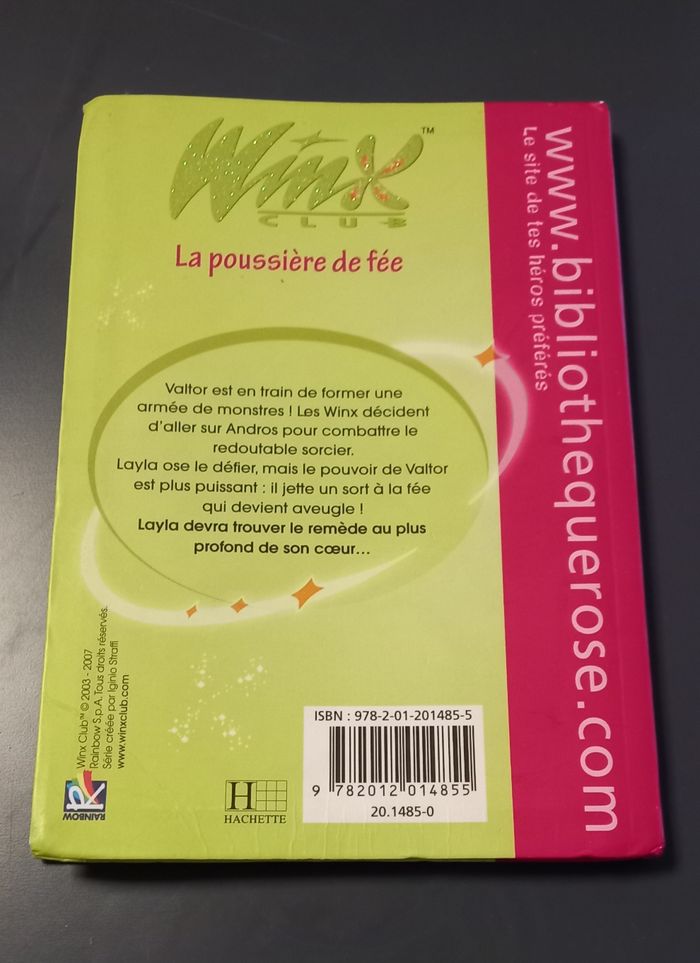 Winx™
CLUB
La poussière de fée
Valtor est en train de former une
armée de monstres ! Les Winx décident
d'aller sur Andros pour combattre le
redoutable sorcier.
Layla ose le défier, mais le pouvoir de Valtor
est plus puissant : il jette un sort à la fée
qui devient aveugle !
Layla devra trouver le remède au plus
profond de son cœur...
www.bibliothequerose.com
Le site de tes héros préférés
Winx Club™ © 2003 - 2007
Rainbow S.p.A. Tous droits réservés.
Série créée par Iginio Straffi
www.winxclub.com
RAINBOW
H
HACHETTE
ISBN : 978-2-01-201485-5
9 782012 014855
20.1485-0